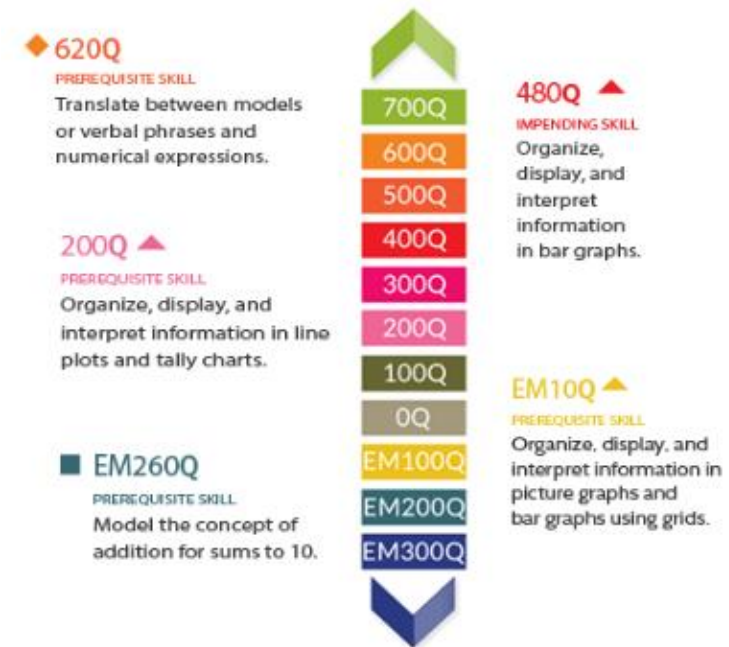 620Q
PREREQUISITE SKILL
Translate between models
or verbal phrases and
numerical expressions.
200Q
PREREQUISITE SKILL
Organize, display, and
interpret information in line
plots and tally charts.
EM260Q
PREREQUISITE SKILL
Model the concept of
addition for sums to 10.
700Q
600Q
500Q
400Q
300Q
200Q
100Q
0Q
EM100Q
EM200Q
EM300Q
480Q
IMPENDING SKILL
Organize,
display, and
interpret
information
in bar graphs.
EM10Q
PREREQUISITE SKILL
Organize, display, and
interpret information in
picture graphs and
bar graphs using grids.